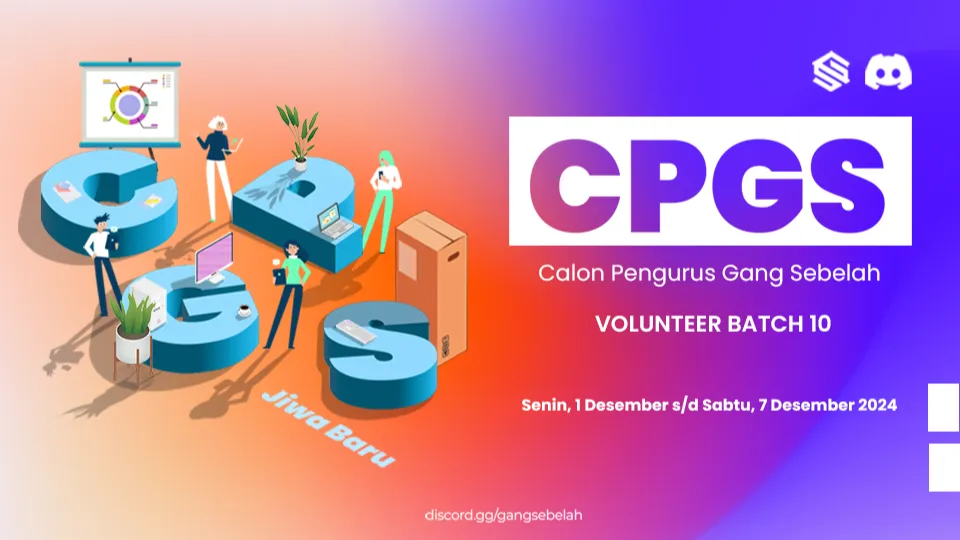 CPGS
Calon Pengurus Gang Sebelah
VOLUNTEER BATCH 10
Senin, 1 Desember s/d Sabtu, 7 Desember 2024
C P
G S
Jiwa Baru
discord.gg/gangsebelah